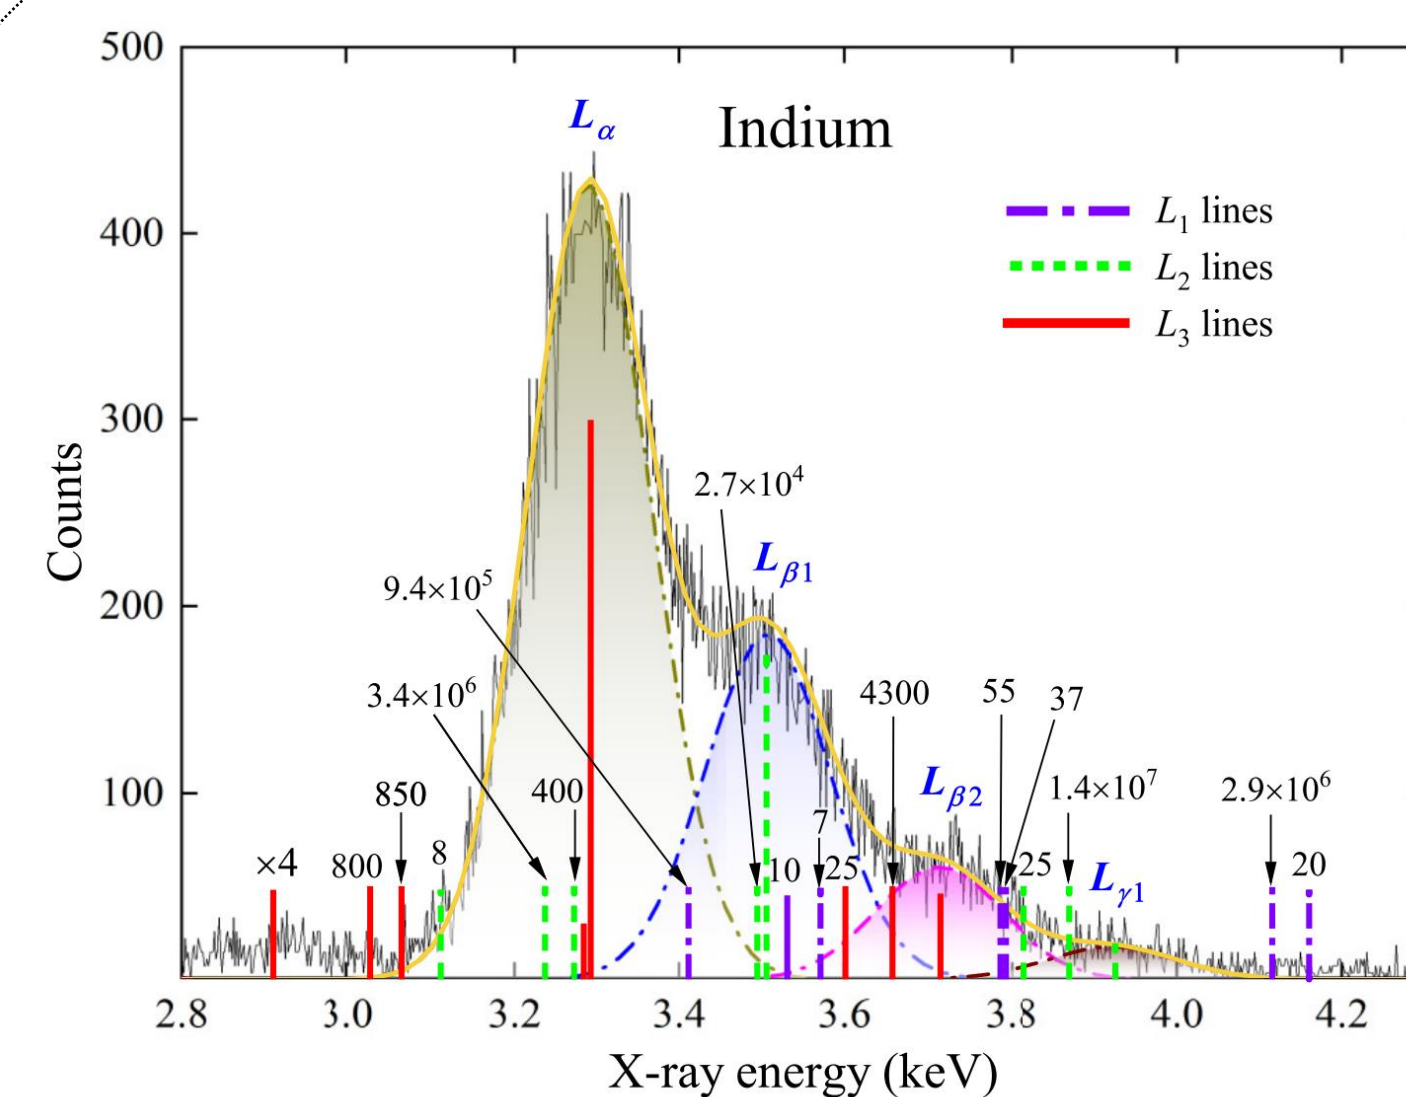 500
400
300
200
100
Counts
Indium
Lα
L1 lines
L2 lines
L3 lines
2.7×10⁴
Lβ1
9.4×10⁵
3.4×10⁶
4300
55
37
850
400
Lβ2
1.4×10⁷
2.9×10⁶
×4
800
8
10
7
25
25
Lγ1
20
2.8 3.0 3.2 3.4 3.6 3.8 4.0 4.2
X-ray energy (keV)